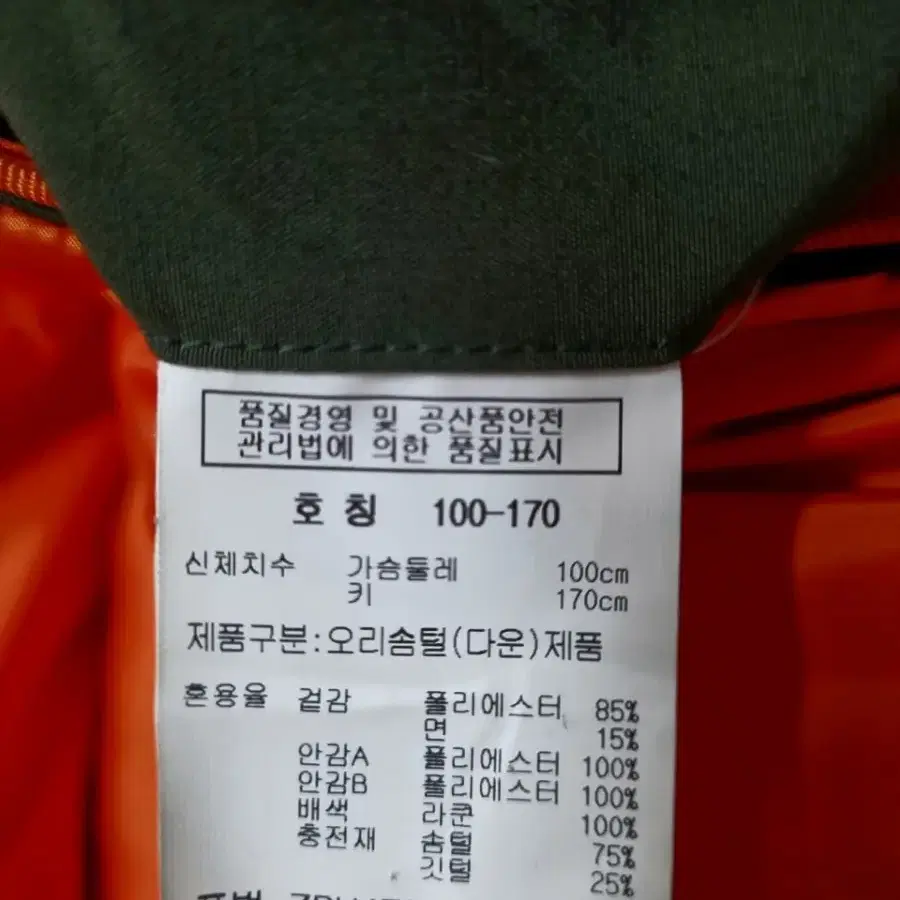 품질경영 및 공산품안전
관리법에 의한 품질표시
호 칭 100-170
신체치수 가슴둘레 100cm
키 170cm
제품구분:오리솜털(다운)제품
혼용율 겉감 폴리에스터 85%
면 15%
안감A 폴리에스터 100%
안감B 폴리에스터 100%
배색 라쿤 100%
충전재 솜털 75%
깃털 25%